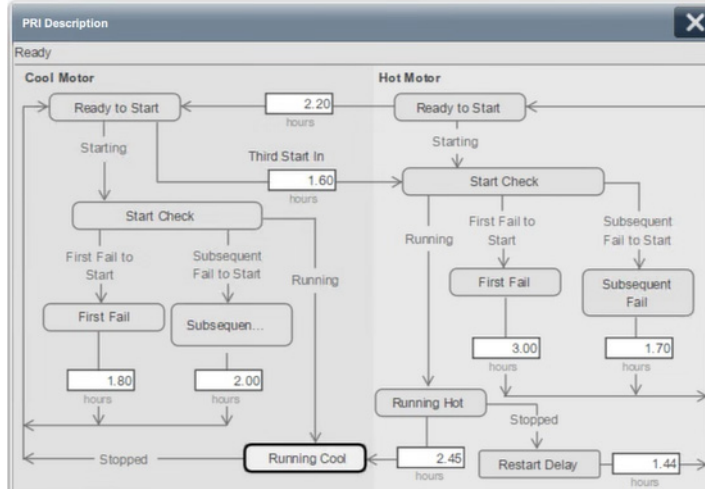 PRI Description
Ready
Cool Motor
Hot Motor
Ready to Start
2.20
hours
Ready to Start
Starting
Starting
Third Start In
1.60
hours
Start Check
Start Check
First Fail to
Start
Subsequent
Fail to Start
Running
Running
First Fail to
Start
Subsequent
Fail to Start
First Fail
Subsequen...
First Fail
Subsequent
Fail
1.80
hours
2.00
hours
3.00
hours
1.70
hours
Running Hot
Stopped
Stopped
Running Cool
2.45
hours
Restart Delay
1.44
hours